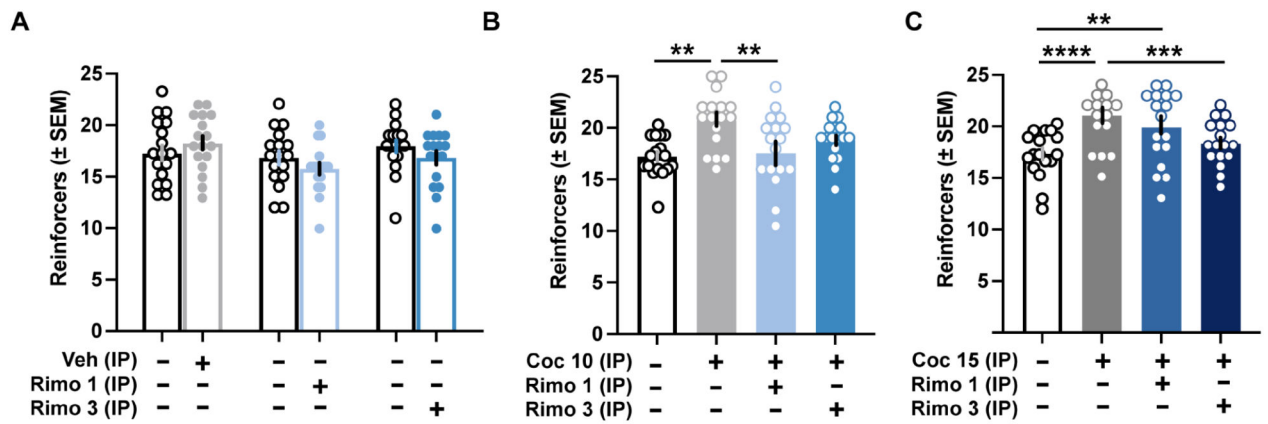 A
B
C
**
****
***
**
**
25
20
15
10
5
0
Reinforcers (± SEM)
25
20
15
10
5
0
Reinforcers (± SEM)
25
20
15
10
5
Reinforcers (± SEM)
Veh (IP) – + – – – –
Rimo 1 (IP) – – – + – –
Rimo 3 (IP) – – – – – +
Coc 10 (IP) – + + +
Rimo 1 (IP) – – + –
Rimo 3 (IP) – – – +
Coc 15 (IP) – + + +
Rimo 1 (IP) – – + –
Rimo 3 (IP) – – – +